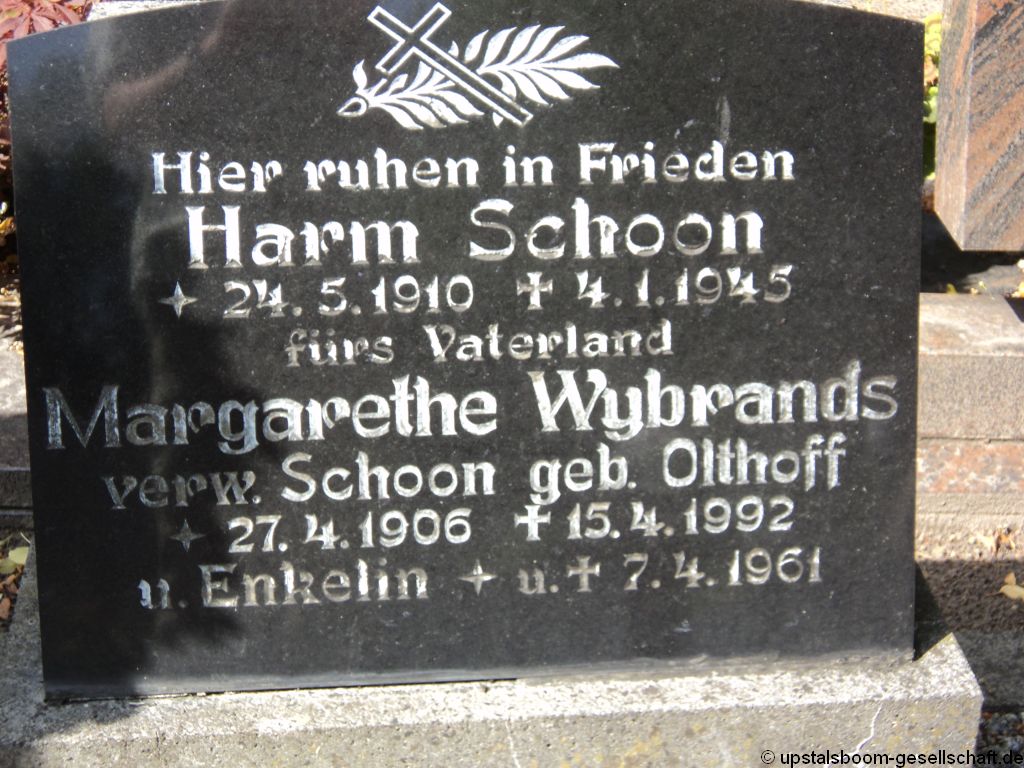 Hier ruhen in Frieden
Harm Schoon
✦ 24. 5. 1910 ✝ 4. 1. 1945
fürs Vaterland
Margarethe Wybrands
verw. Schoon geb. Olthoff
✦ 27. 4. 1906 ✝ 15. 4. 1992
u. Enkelin ✦ u. ✝ 7. 4. 1961
© upstalsboom-gesellschaft.de